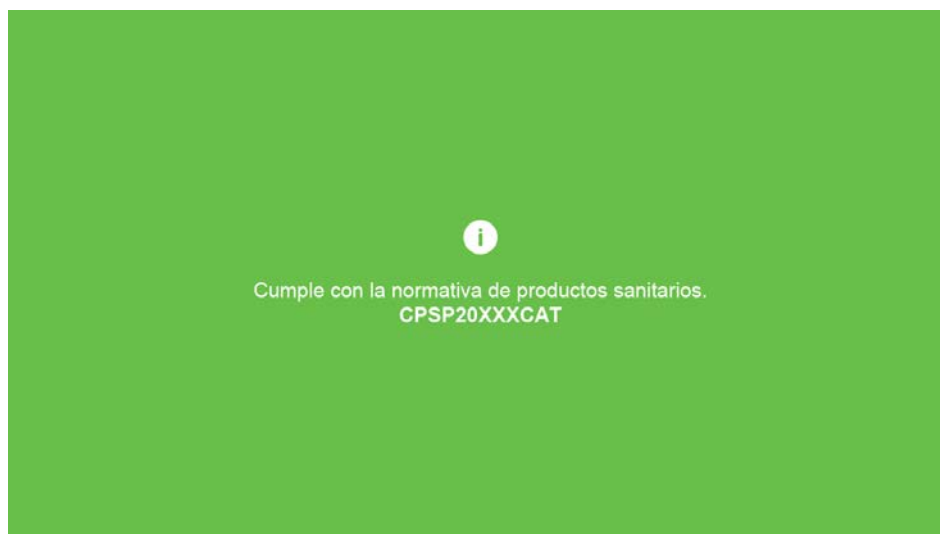 i
Cumple con la normativa de productos sanitarios.
CPSP20XXXCAT